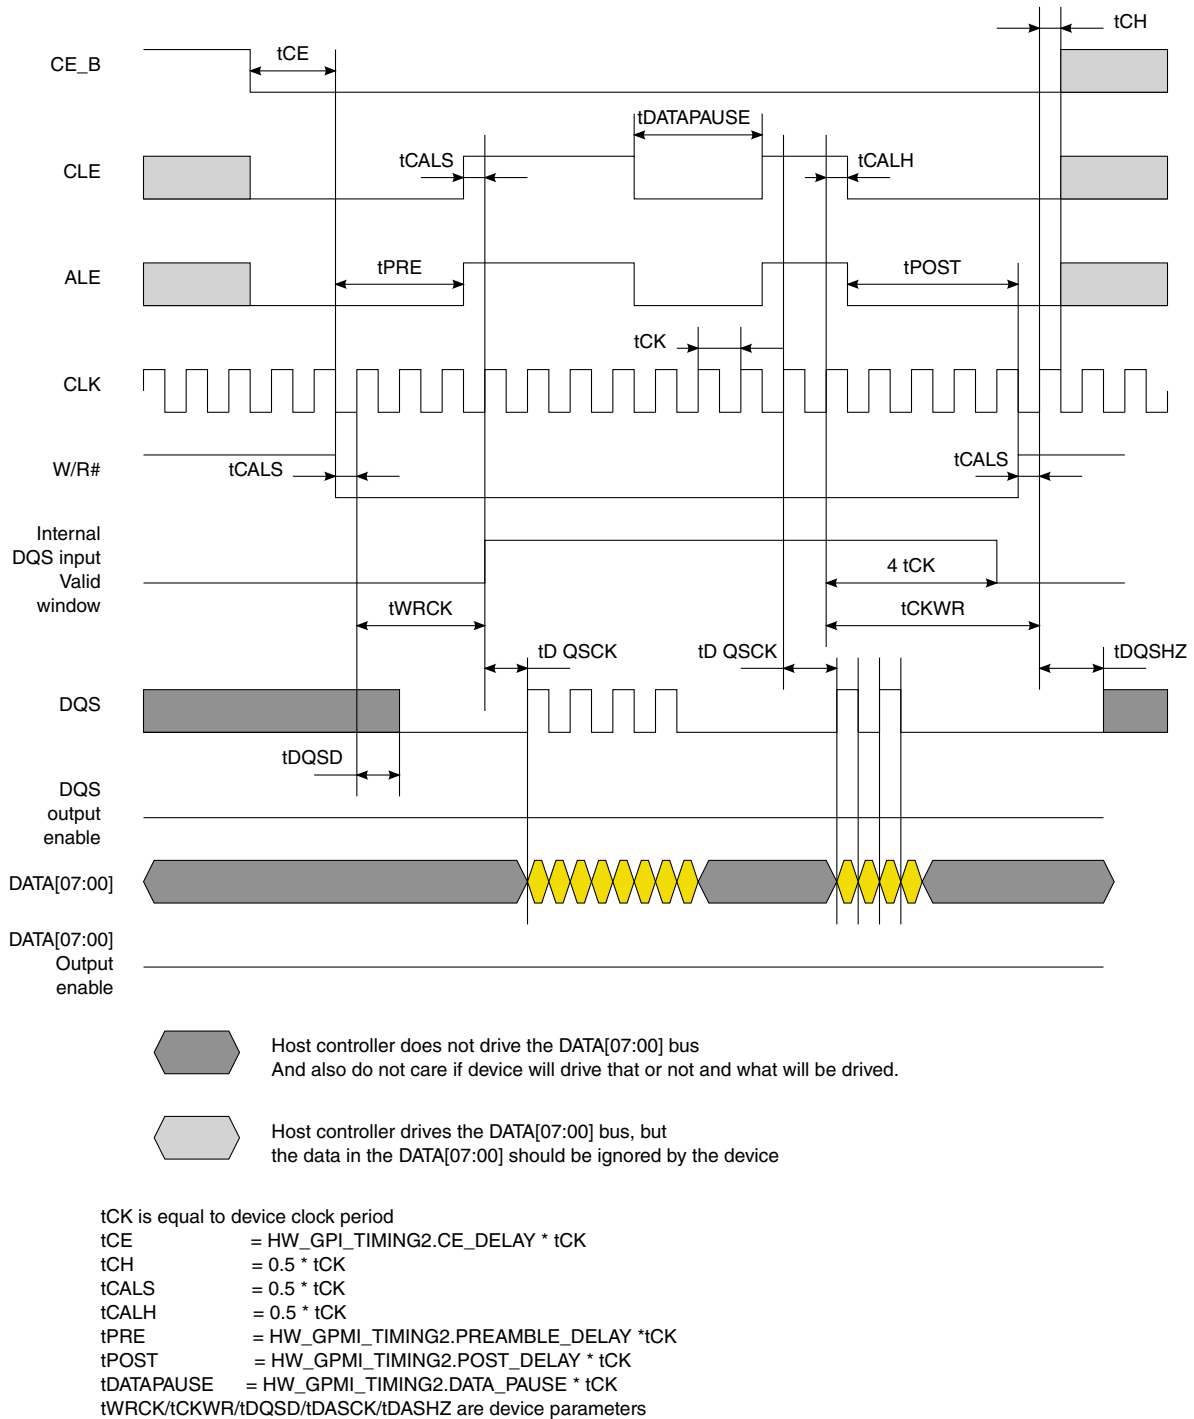 tCH
CE_B
tCE
tDATAPAUSE
CLE
tCALS
tCALH
ALE
tPRE
tPOST
tCK
CLK
W/R#
tCALS
tCALS
Internal
DQS input
Valid
window
4 tCK
tWRCK
tCKWR
tD QSCK
tD QSCK
tDQSHZ
DQS
tDQSD
DQS
output
enable
DATA[07:00]
DATA[07:00]
Output
enable
Host controller does not drive the DATA[07:00] bus
And also do not care if device will drive that or not and what will be drived.
Host controller drives the DATA[07:00] bus, but
the data in the DATA[07:00] should be ignored by the device
tCK is equal to device clock period
tCE = HW_GPI_TIMING2.CE_DELAY * tCK
tCH = 0.5 * tCK
tCALS = 0.5 * tCK
tCALH = 0.5 * tCK
tPRE = HW_GPMI_TIMING2.PREAMBLE_DELAY *tCK
tPOST = HW_GPMI_TIMING2.POST_DELAY * tCK
tDATAPAUSE = HW_GPMI_TIMING2.DATA_PAUSE * tCK
tWRCK/tCKWR/tDQSD/tDASCK/tDASHZ are device parameters